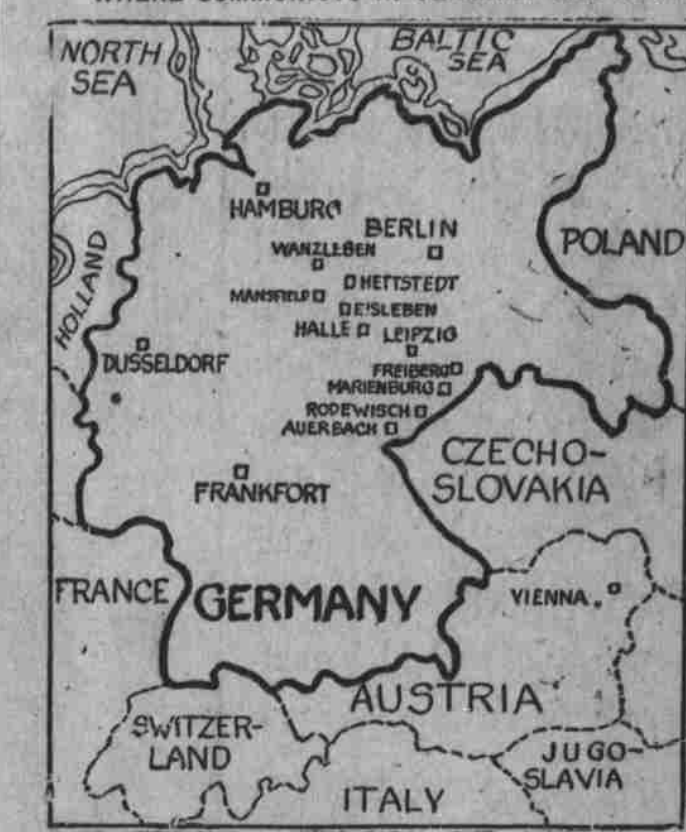 NORTH
SEA
BALTIC
SEA
HAMBURG
BERLIN
WANZLEBEN
POLAND
HETTSTEDT
HOLLAND
MANSFIELD
EISLEBEN
HALLE
LEIPZIG
DUSSELDORF
FREIBERG
MARIENBURG
RODEWISCH
AUERBACH
CZECHO-
SLOVAKIA
FRANKFORT
FRANCE
GERMANY
VIENNA
AUSTRIA
SWITZER-
LAND
JUGO-
SLAVIA
ITALY